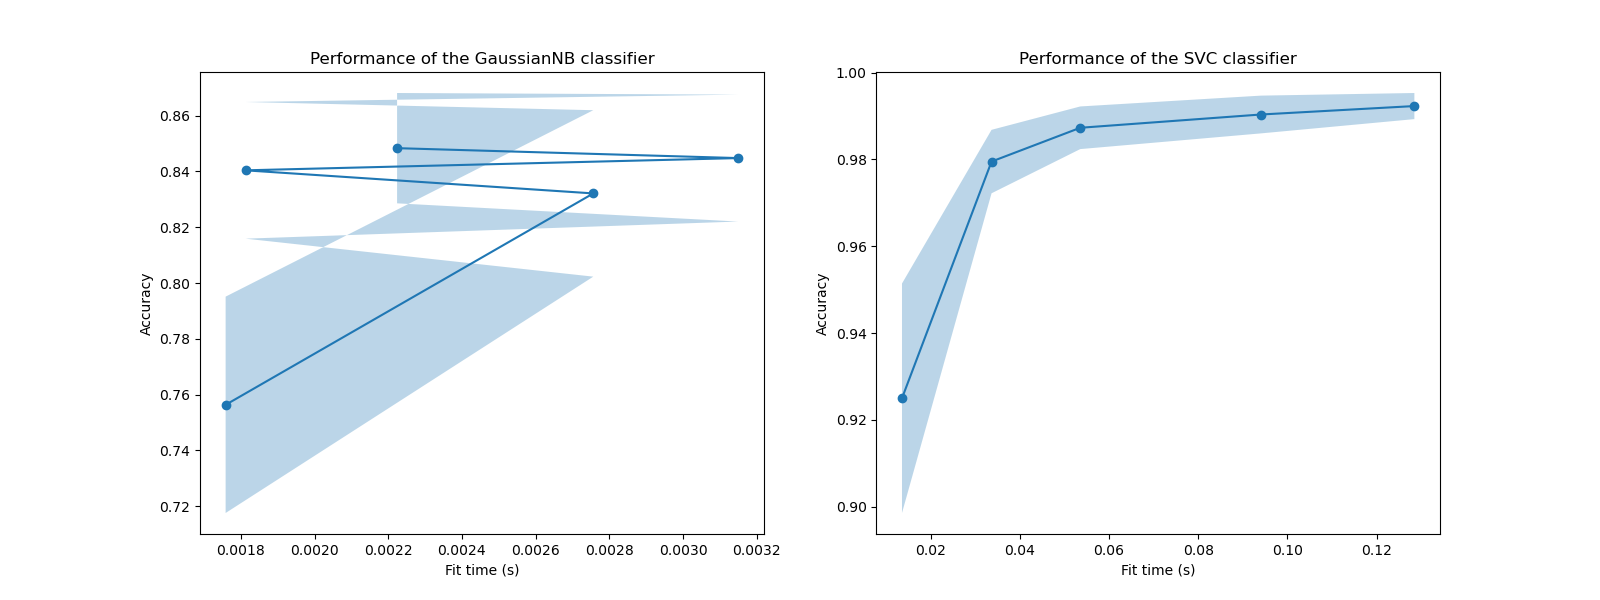 Performance of the GaussianNB classifier
Accuracy
0.86
0.84
0.82
0.80
0.78
0.76
0.74
0.72
0.0018 0.0020 0.0022 0.0024 0.0026 0.0028 0.0030 0.0032
Fit time (s)
Performance of the SVC classifier
Accuracy
1.00
0.98
0.96
0.94
0.92
0.90
0.02 0.04 0.06 0.08 0.10 0.12
Fit time (s)